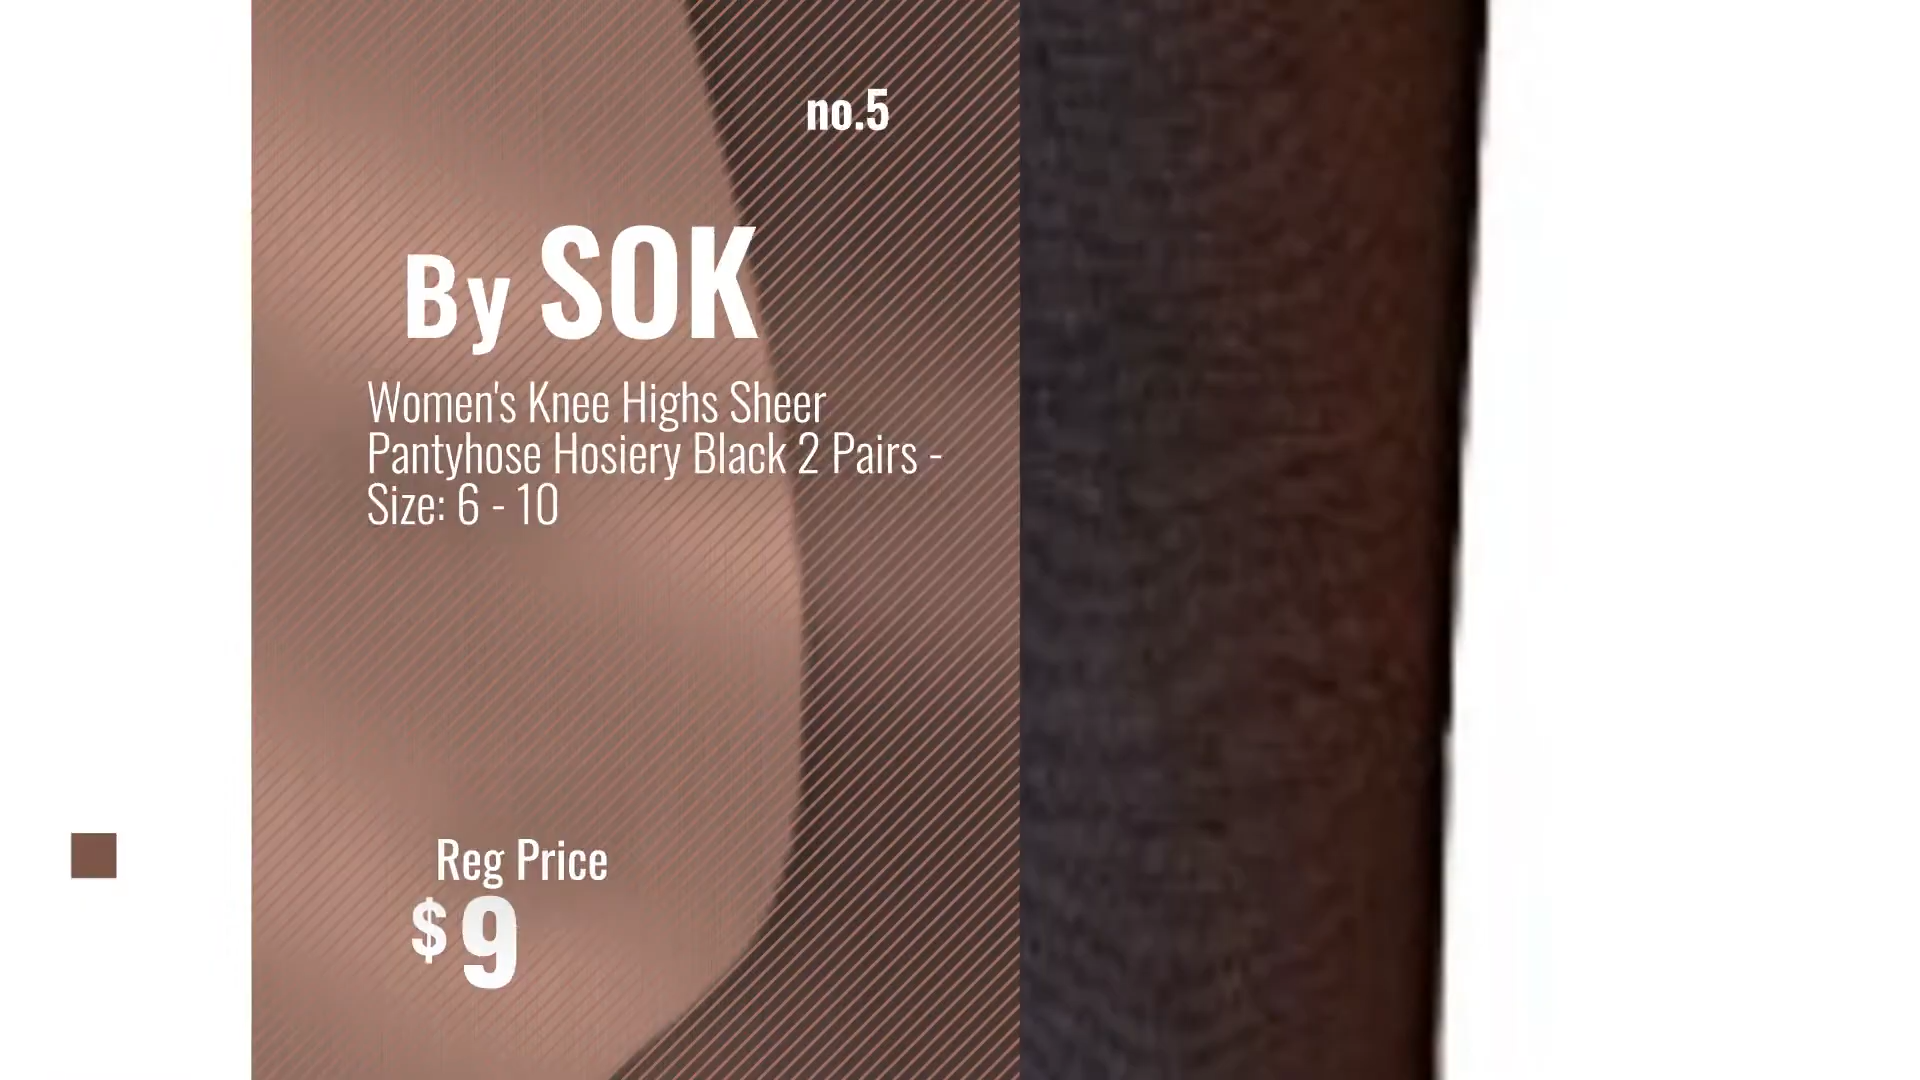 no.5
By SOK
Women's Knee Highs Sheer
Pantyhose Hosiery Black 2 Pairs -
Size: 6 - 10
Reg Price
$9